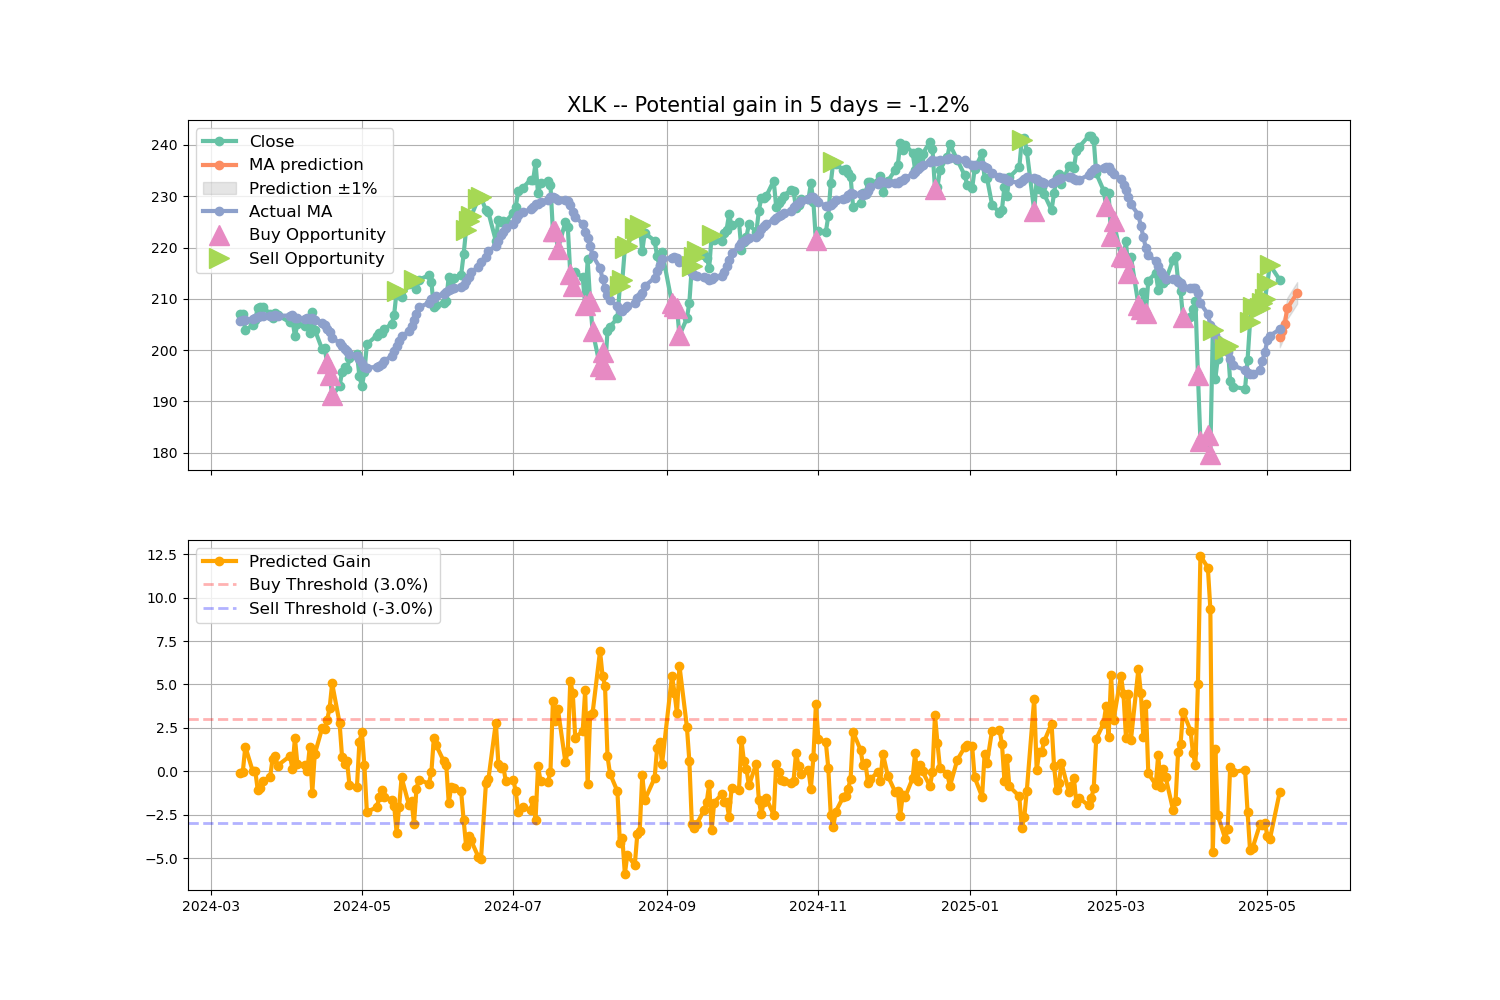 XLK -- Potential gain in 5 days = -1.2%
Close
MA prediction
Prediction ±1%
Actual MA
Buy Opportunity
Sell Opportunity
240
230
220
210
200
190
180
Predicted Gain
Buy Threshold (3.0%)
Sell Threshold (-3.0%)
12.5
10.0
7.5
5.0
2.5
0.0
−2.5
−5.0
2024-03 2024-05 2024-07 2024-09 2024-11 2025-01 2025-03 2025-05